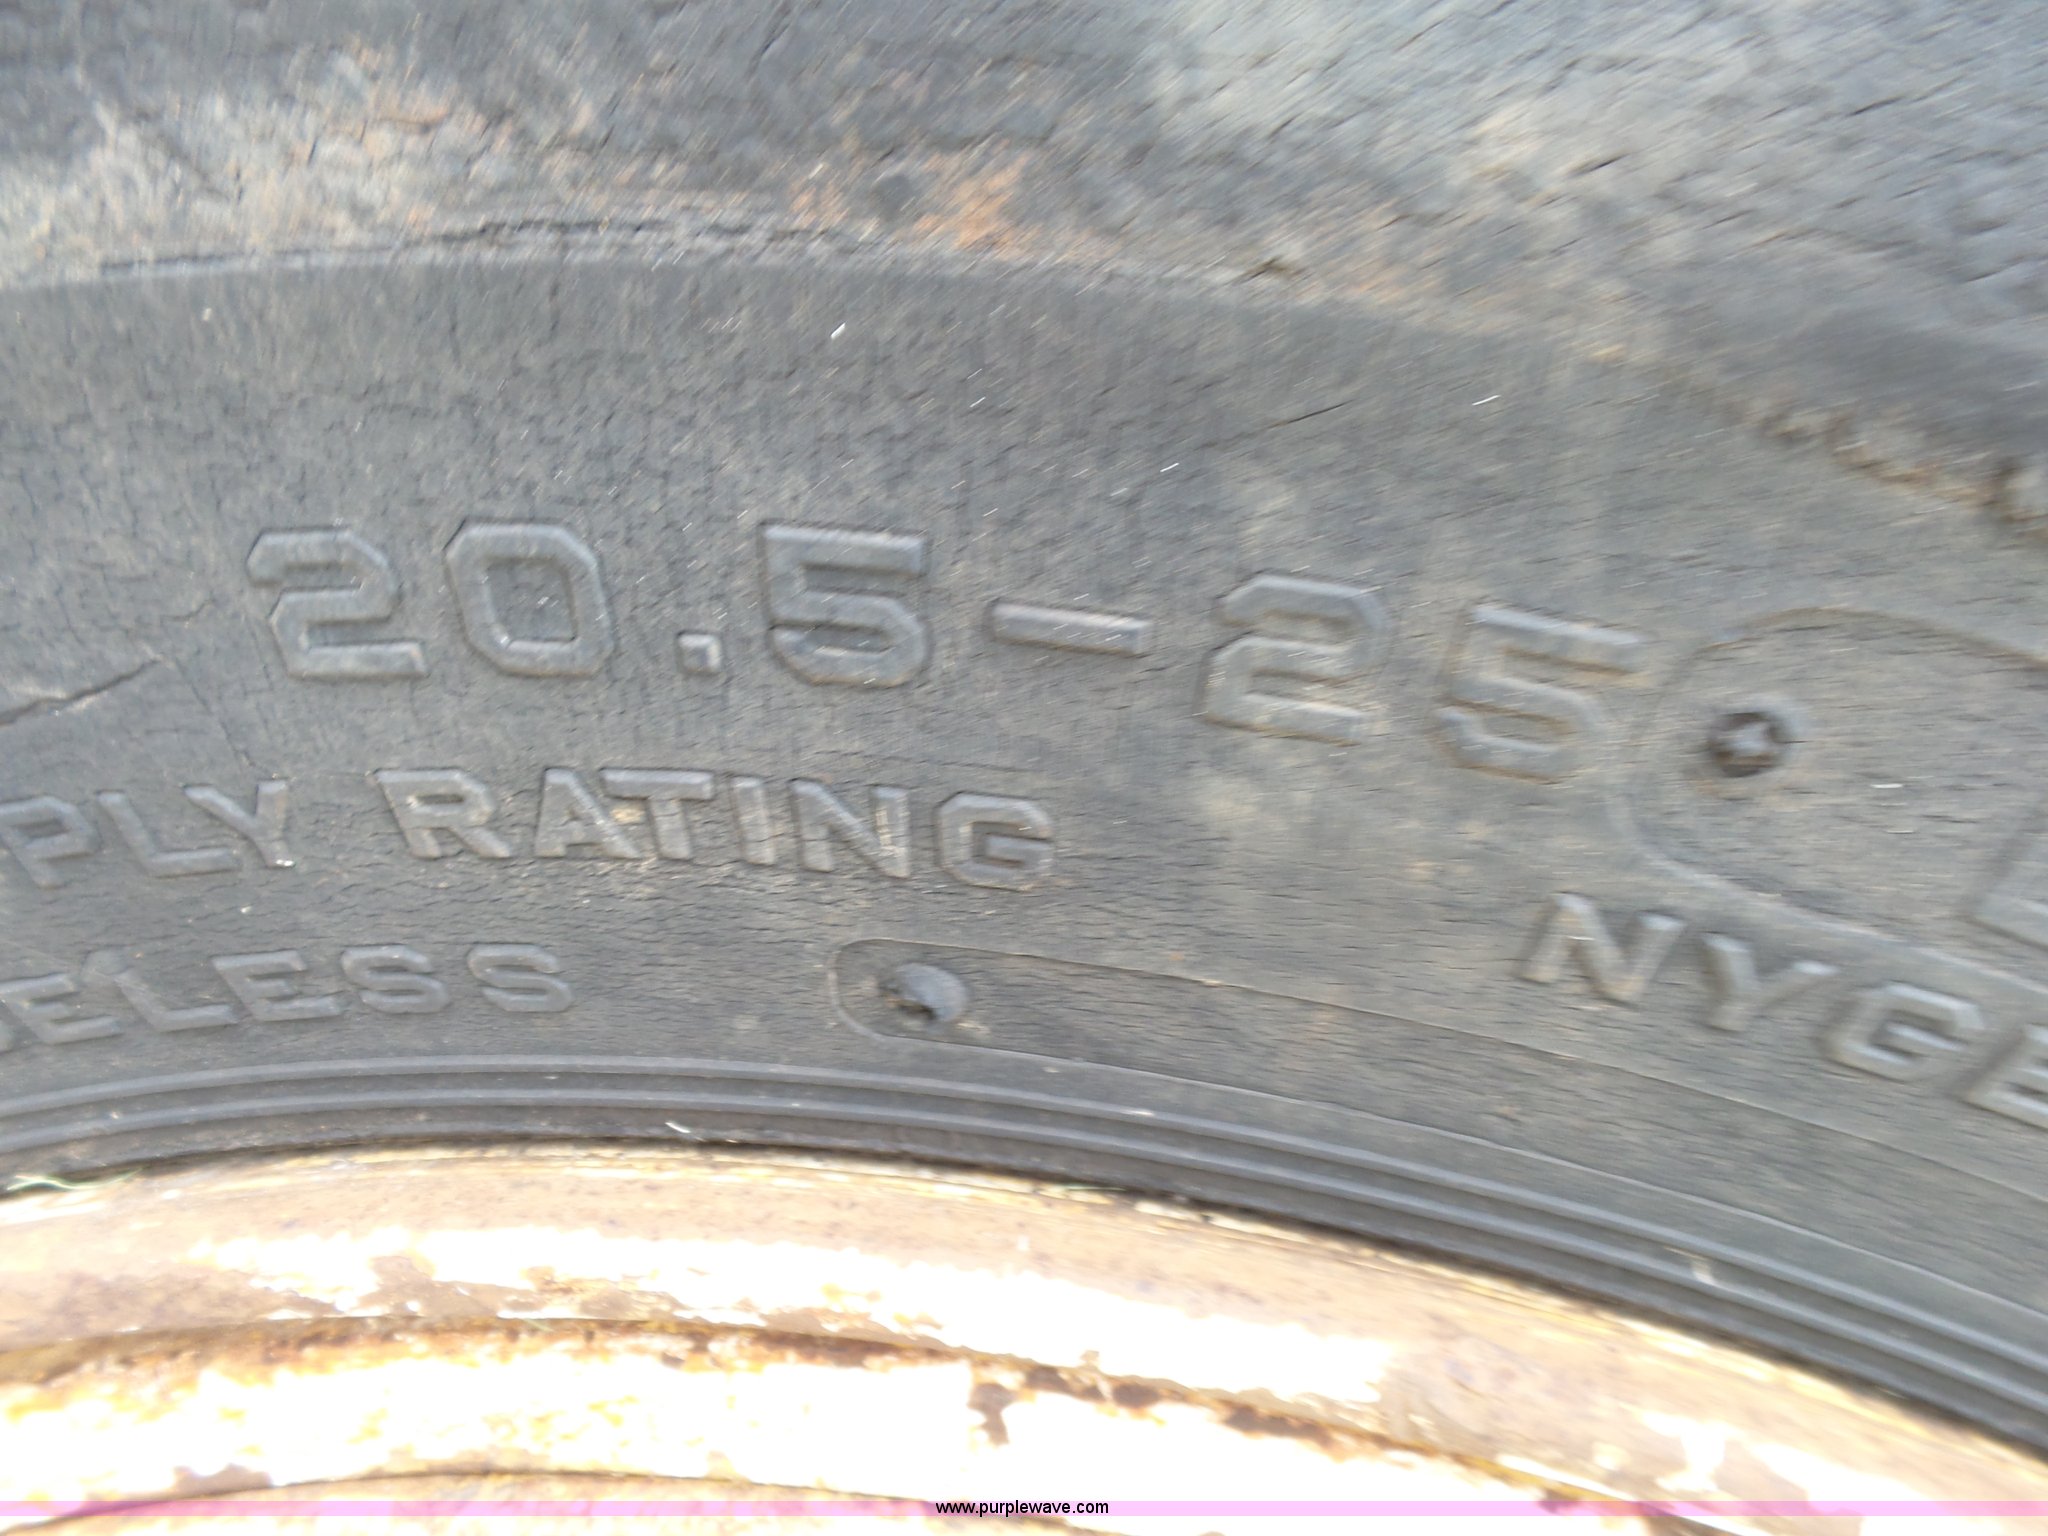 20.5-25
PLY RATING
ELESS
NYGE
www.purplewave.com